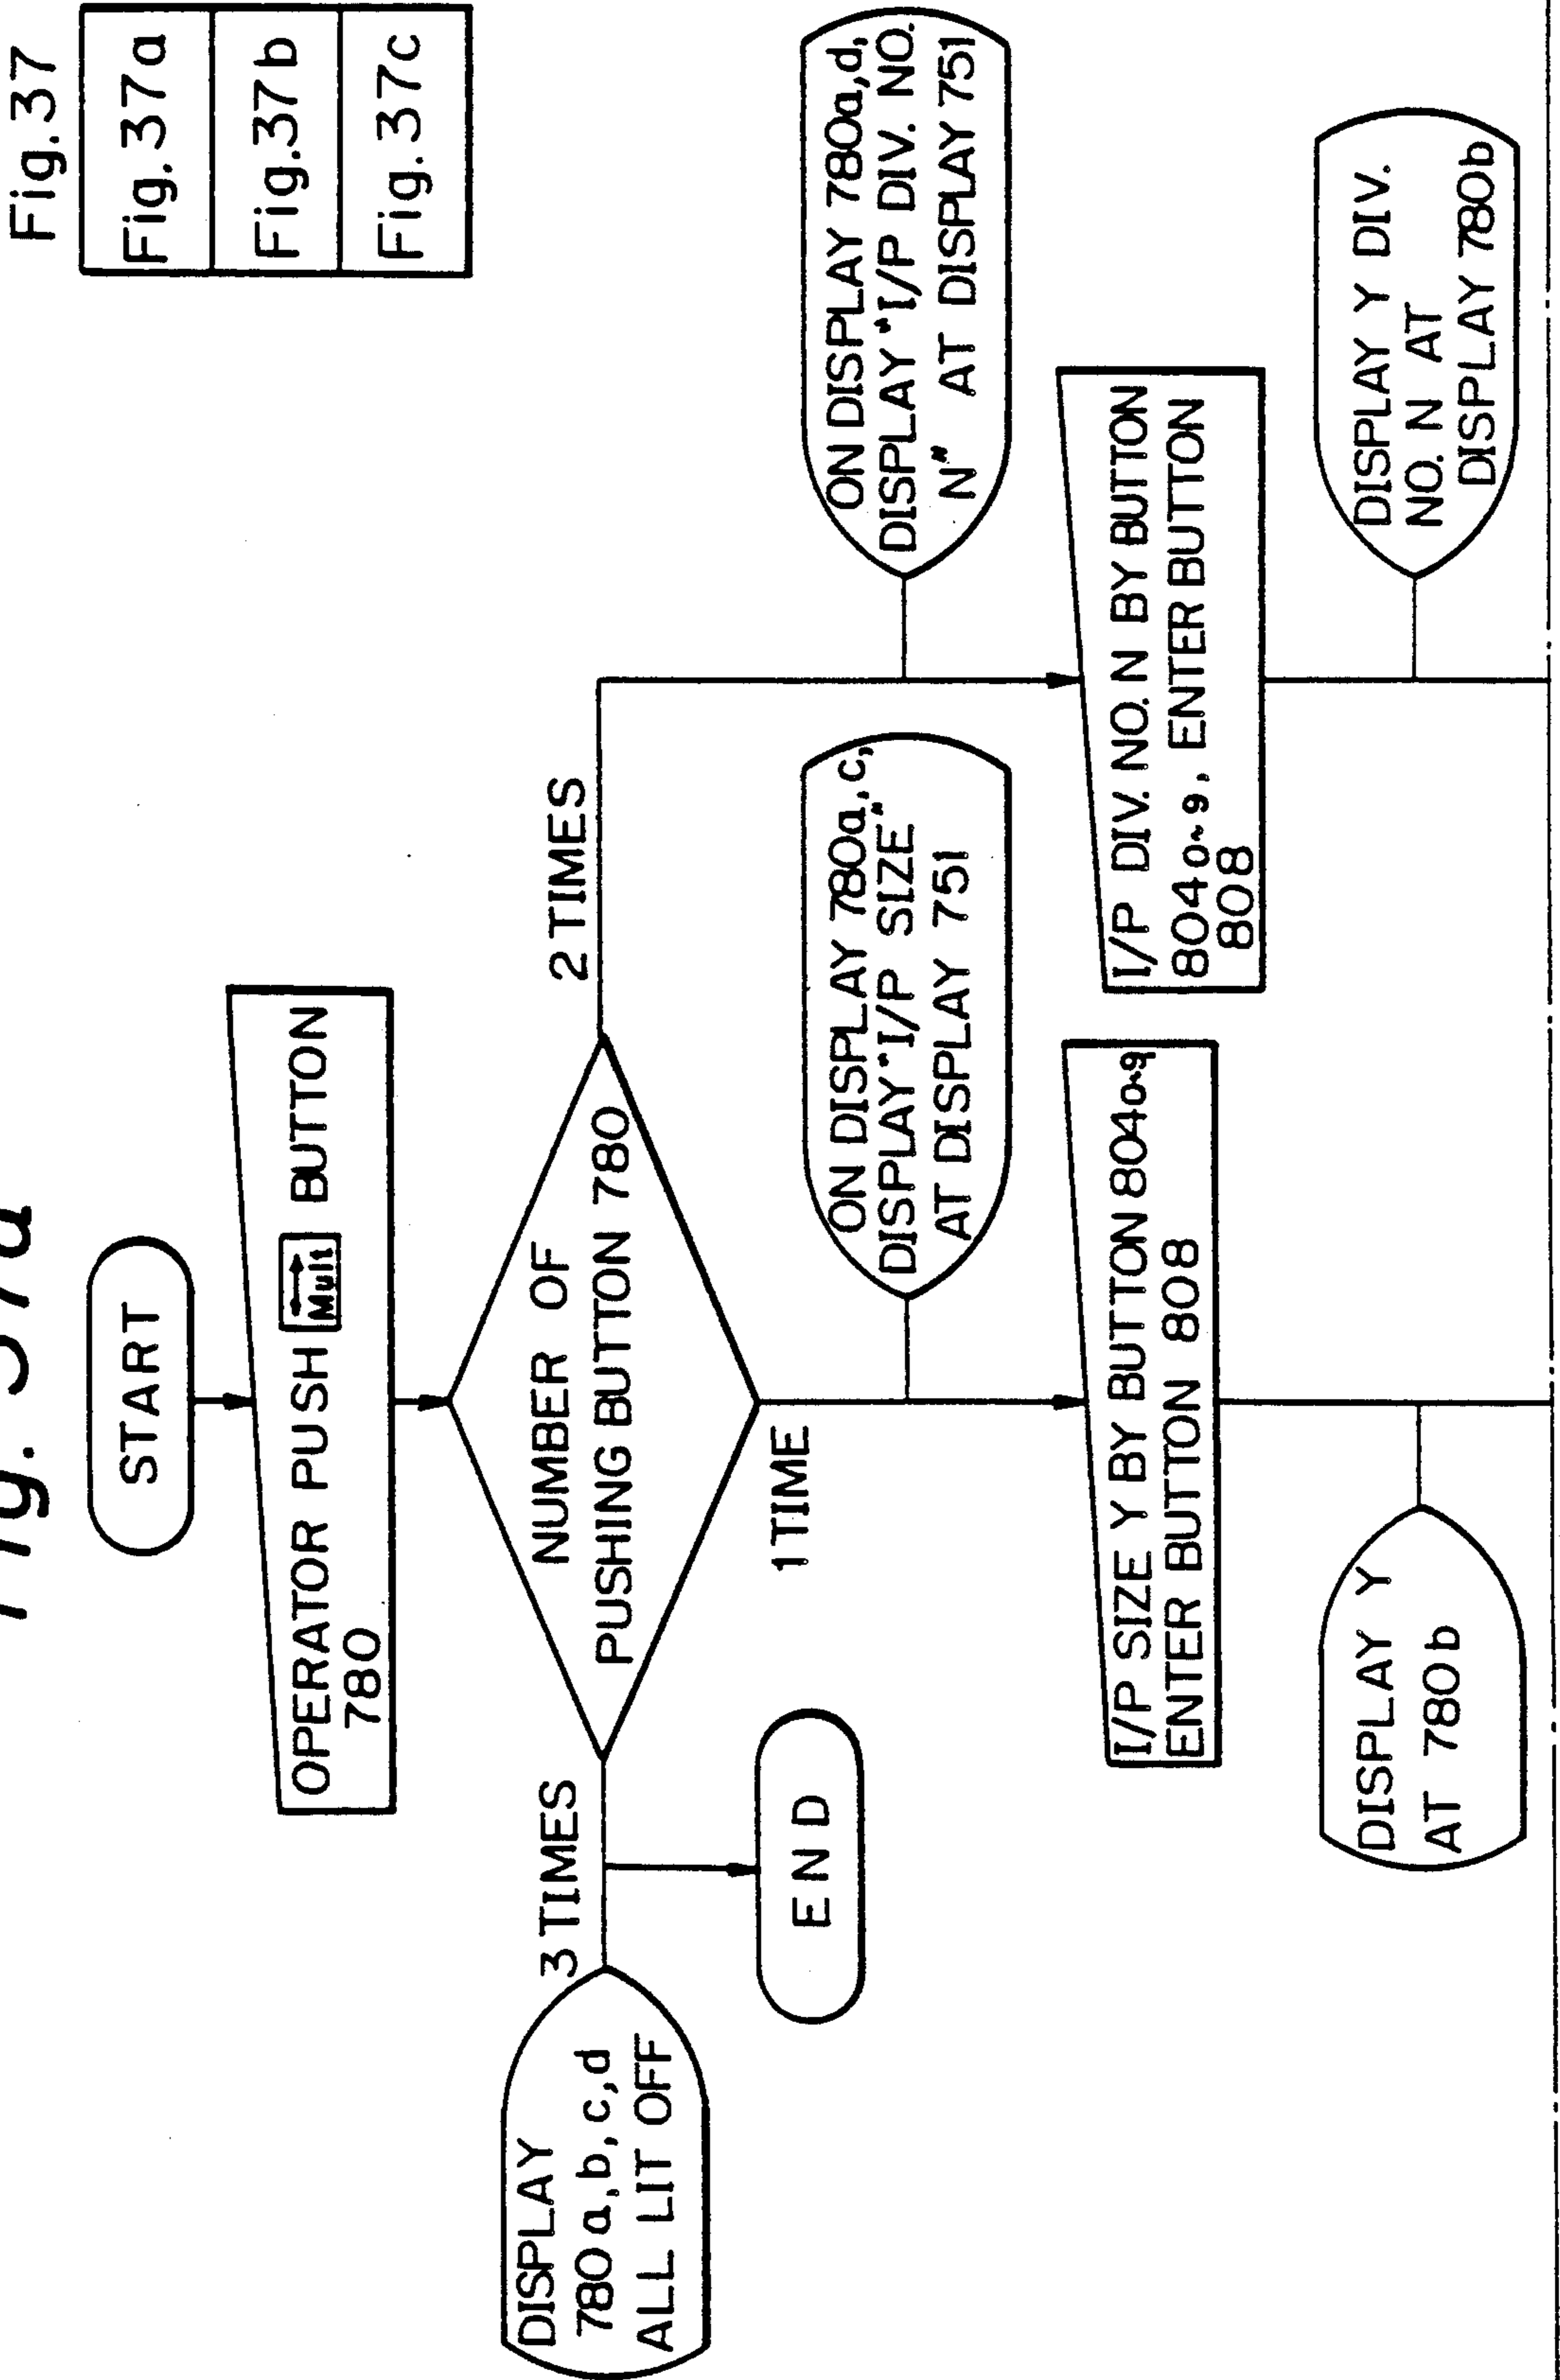 Fig. 37a
Fig.37
Fig.37a
Fig.37b
Fig.37c
START
OPERATOR PUSH Mult BUTTON
780
NUMBER OF
PUSHING BUTTON 780
3 TIMES
2 TIMES
1 TIME
DISPLAY
780a,b,c,d
ALL LIT OFF
END
ON DISPLAY 780a,c,
DISPLAY "I/P SIZE"
AT DISPLAY 751
ON DISPLAY 780a,d,
DISPLAY "I/P DIV. NO.
N" AT DISPLAY 751
I/P SIZE Y BY BUTTON 8040~9
ENTER BUTTON 808
I/P DIV. NO. N BY BUTTON
8040~9, ENTER BUTTON
808
DISPLAY Y
AT 780b
DISPLAY Y DIV.
NO. N AT
DISPLAY 780b